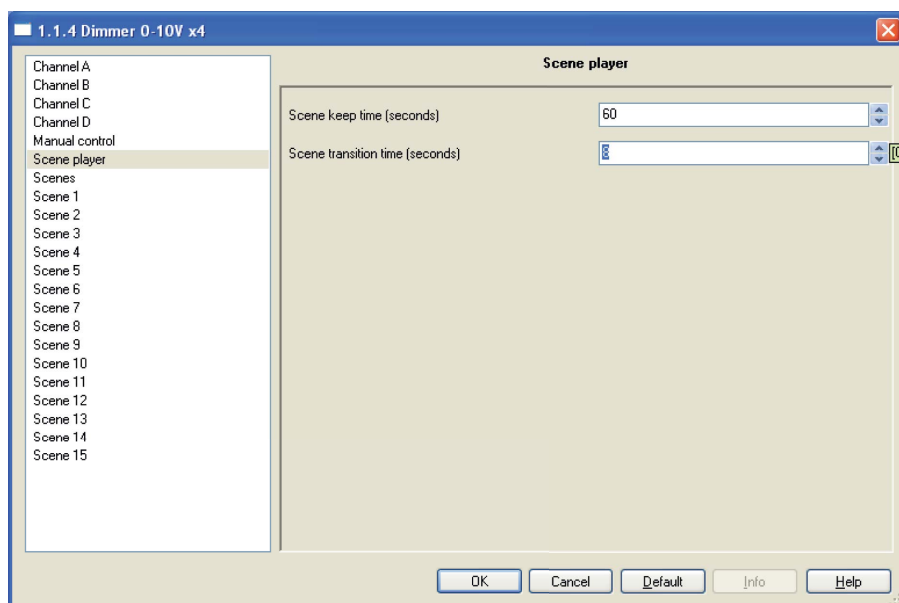 1.1.4 Dimmer 0-10V x4
Channel A
Channel B
Channel C
Channel D
Manual control
Scene player
Scenes
Scene 1
Scene 2
Scene 3
Scene 4
Scene 5
Scene 6
Scene 7
Scene 8
Scene 9
Scene 10
Scene 11
Scene 12
Scene 13
Scene 14
Scene 15
Scene player
Scene keep time (seconds)
60
Scene transition time (seconds)
OK
Cancel
Default
Info
Help